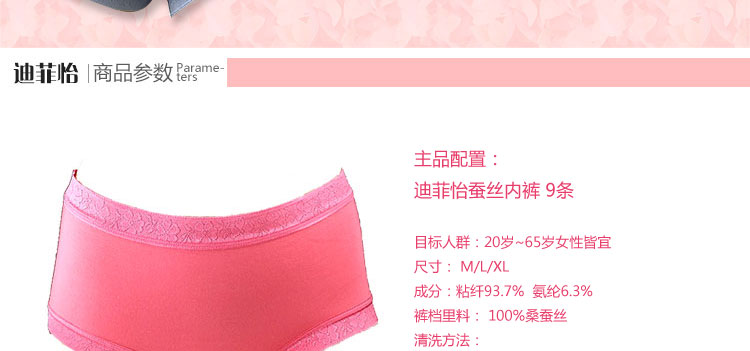 迪菲怡 | 商品参数 Parame-
ters
主品配置：
迪菲怡蚕丝内裤 9条
目标人群：20岁~65岁女性皆宜
尺寸： M/L/XL
成分：粘纤93.7% 氨纶6.3%
裤档里料： 100%桑蚕丝
清洗方法：